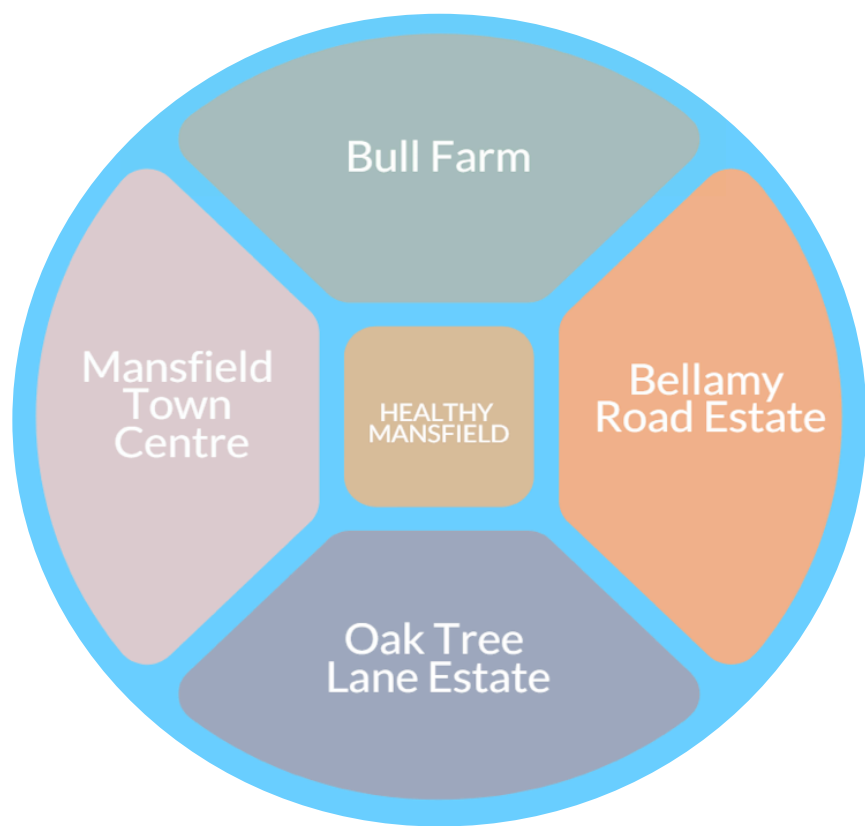 Bull Farm
Mansfield
Town
Centre
HEALTHY
MANSFIELD
Bellamy
Road Estate
Oak Tree
Lane Estate